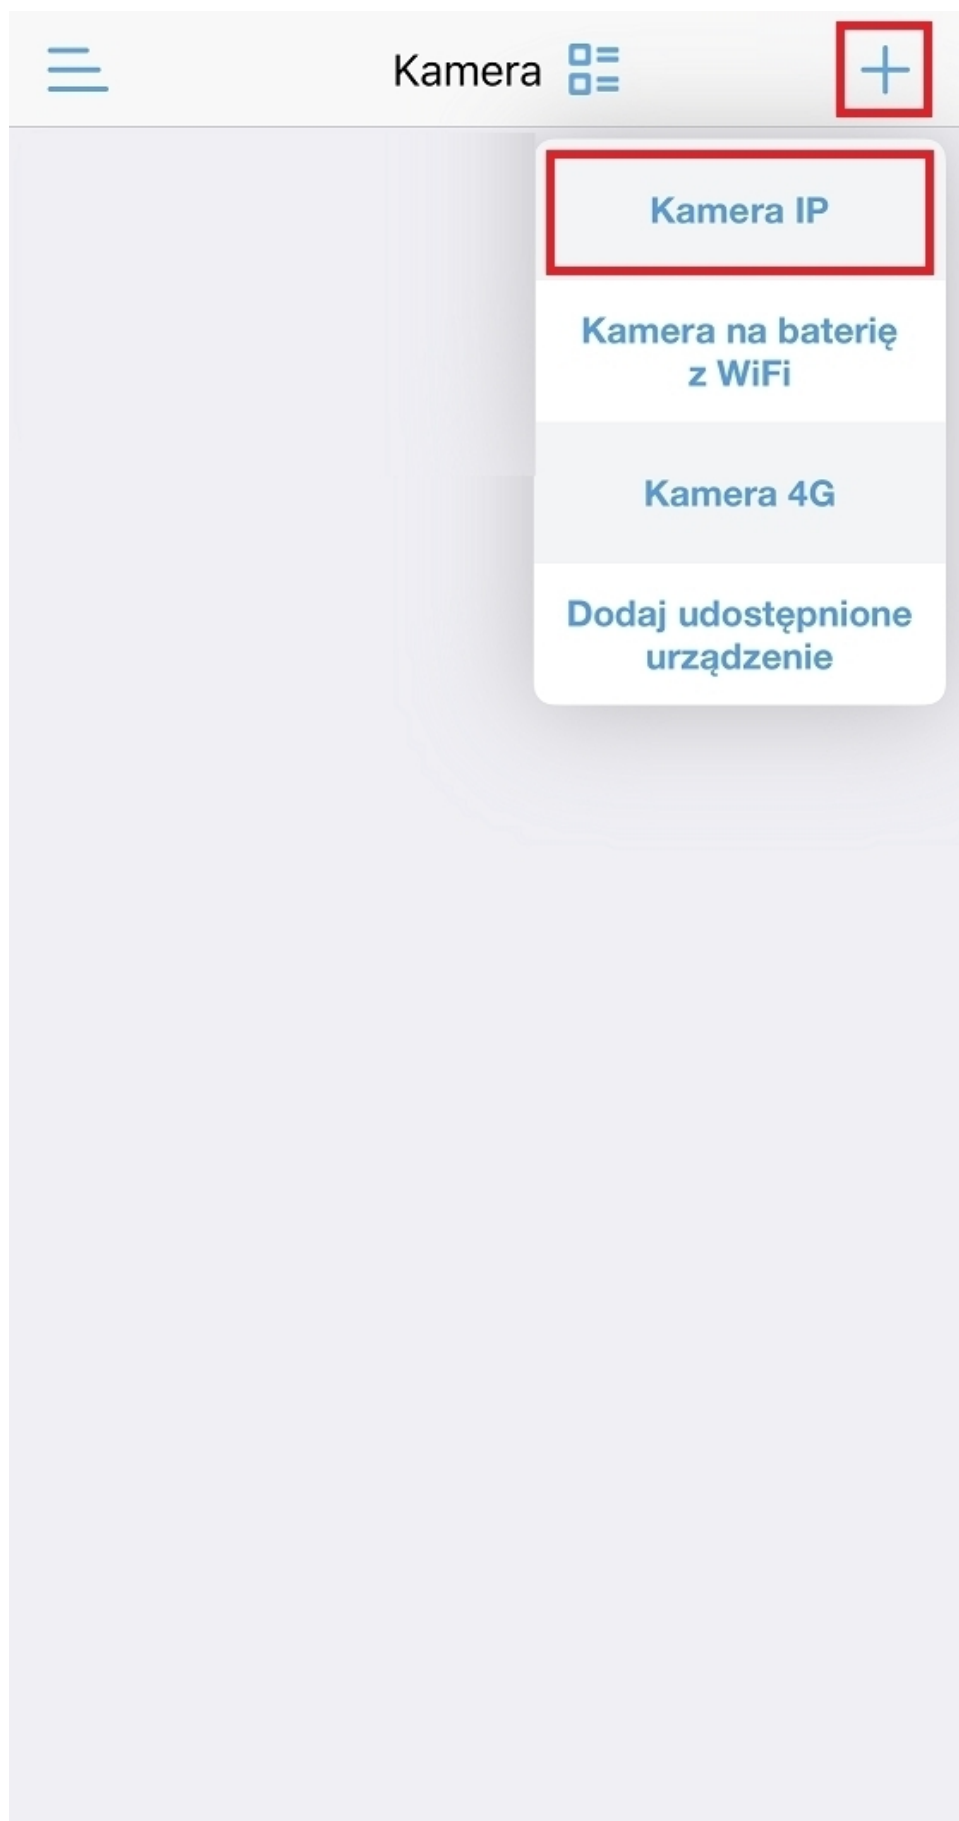 Kamera
Kamera IP
Kamera na baterię
z WiFi
Kamera 4G
Dodaj udostępnione
urządzenie